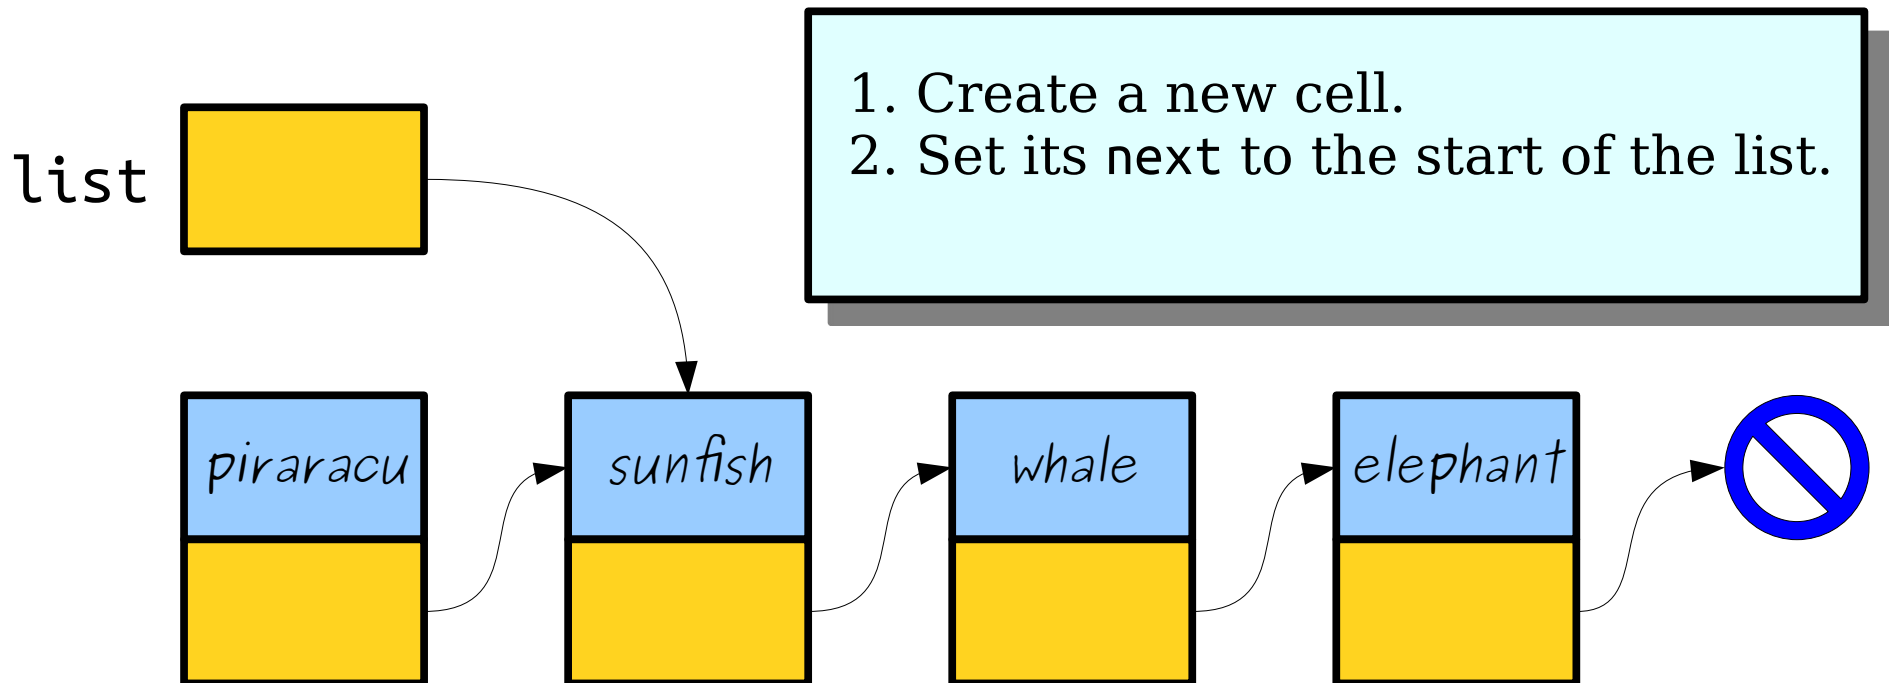 1. Create a new cell.
2. Set its next to the start of the list.
list
piraracu sunfish whale elephant